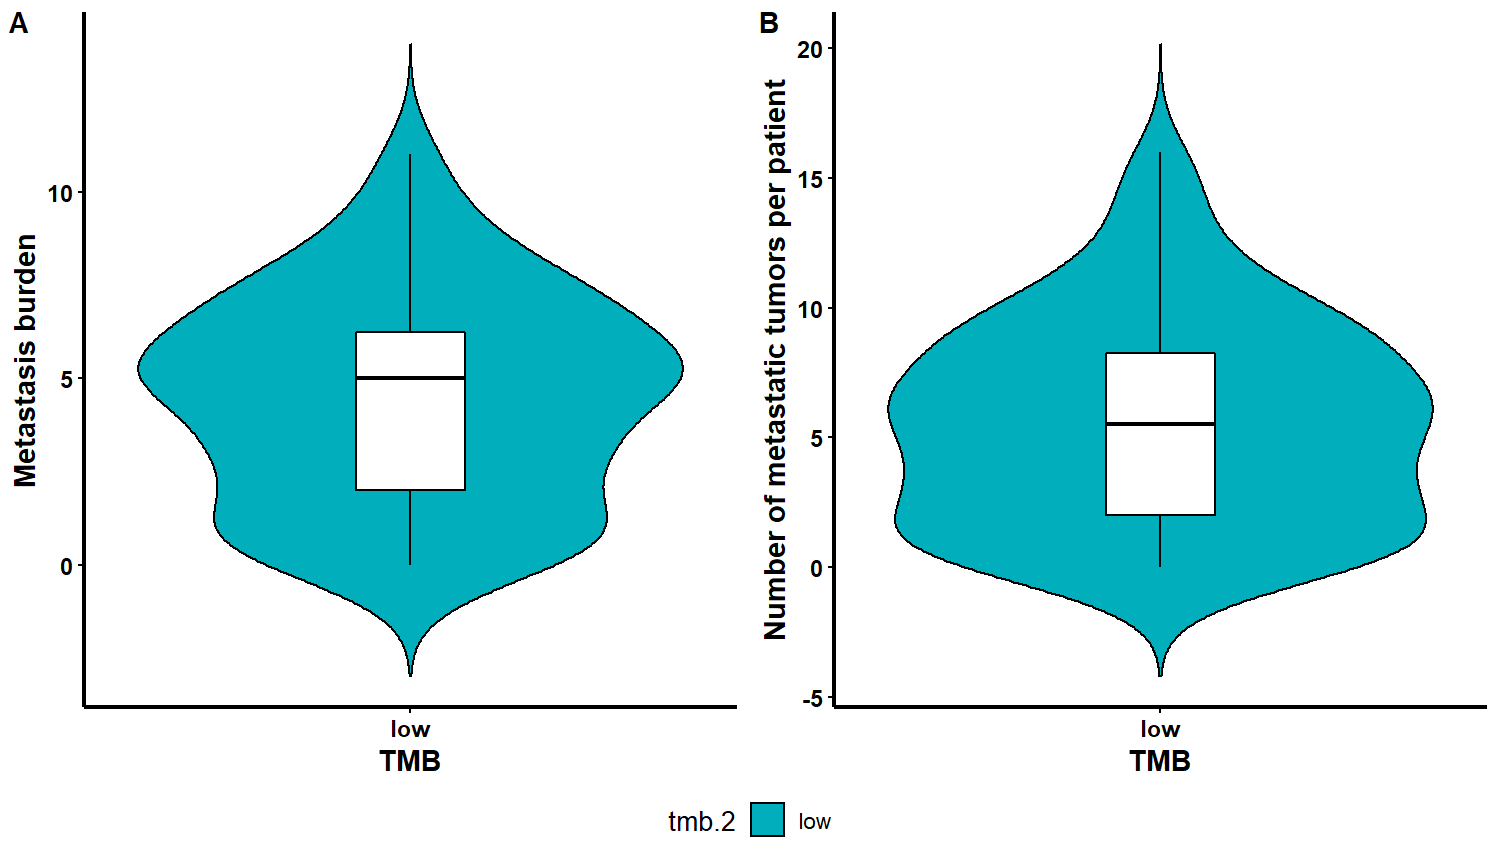 A
Metastasis burden
10
5
0
low
TMB
B
Number of metastatic tumors per patient
20
15
10
5
0
-5
low
TMB
tmb.2 low